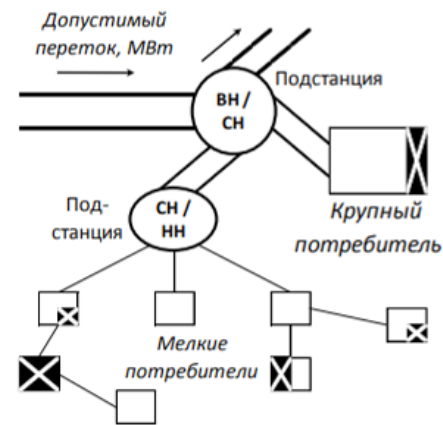 Допустимый
переток, МВт
Подстанция
ВН /
СН
Под-
станция
СН /
НН
Крупный
потребитель
Мелкие
потребители